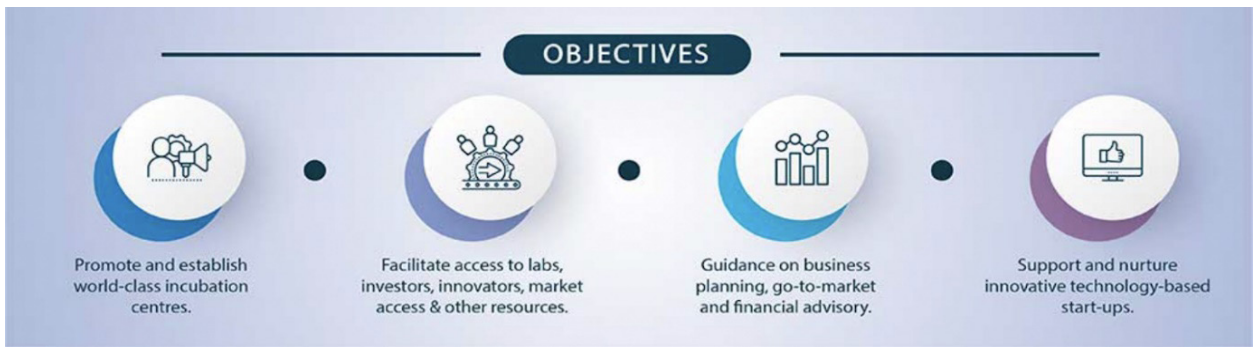 OBJECTIVES
Promote and establish
world-class incubation
centres.
Facilitate access to labs,
investors, innovators, market
access & other resources.
Guidance on business
planning, go-to-market
and financial advisory.
Support and nurture
innovative technology-based
start-ups.